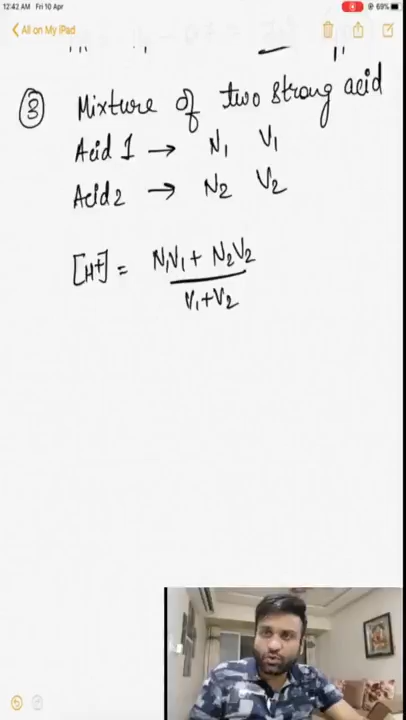 12:42 AM Fri 10 Apr
69%
All on My iPad
③ Mixture of two strong acid
Acid 1 → N₁ V₁
Acid 2 → N₂ V₂
[H⁺] = N₁V₁ + N₂V₂
V₁+V₂